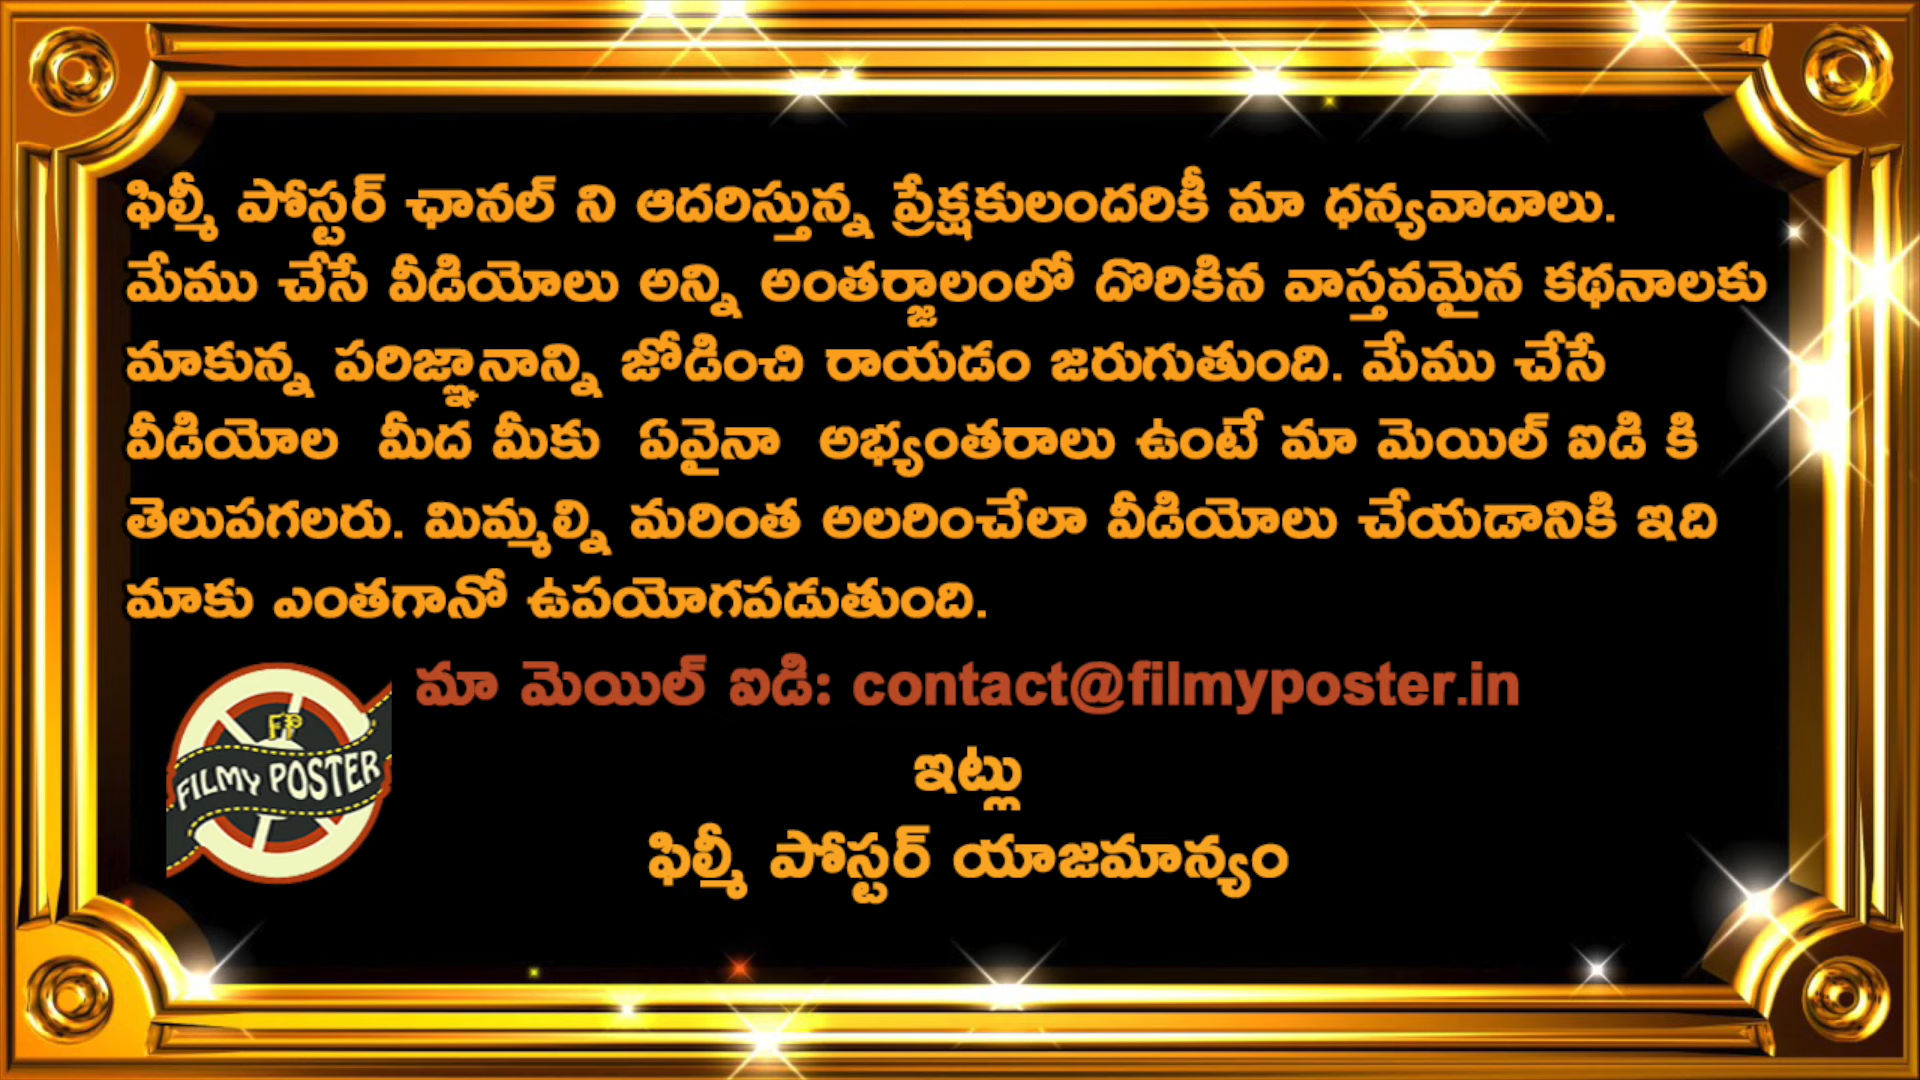 ఫిల్మీ పోస్టర్ ఛానల్ ని ఆదరిస్తున్న ప్రేక్షకులందరికీ మా ధన్యవాదాలు.
మేము చేసే వీడియోలు అన్ని అంతర్జాలంలో దొరికిన వాస్తవమైన కథనాలకు
మాకున్న పరిజ్ఞానాన్ని జోడించి రాయడం జరుగుతుంది. మేము చేసే
వీడియోల మీద మీకు ఏవైనా అభ్యంతరాలు ఉంటే మా మెయిల్ ఐడి కి
తెలుపగలరు. మిమ్మల్ని మరింత అలరించేలా వీడియోలు చేయడానికి ఇది
మాకు ఎంతగానో ఉపయోగపడుతుంది.
మా మెయిల్ ఐడి: contact@filmyposter.in
FP
FILMY POSTER
ఇట్లు
ఫిల్మీ పోస్టర్ యాజమాన్యం